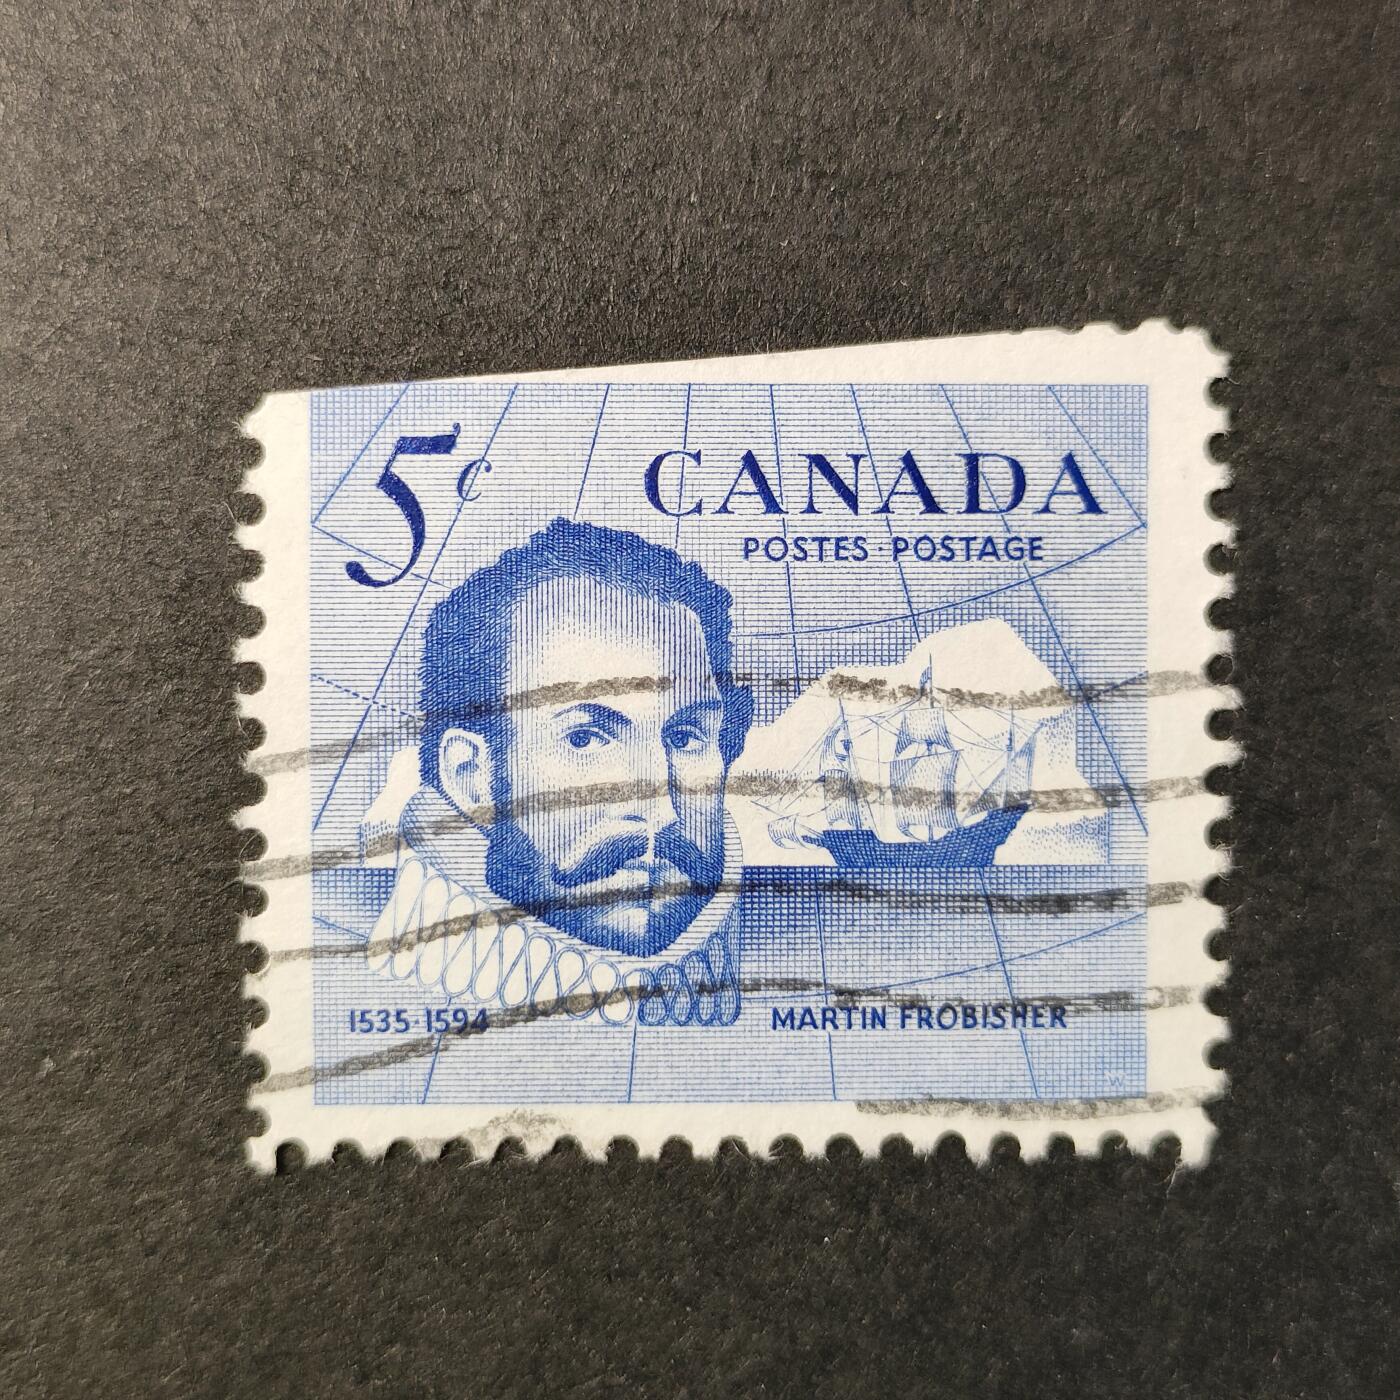 5¢
CANADA
POSTES·POSTAGE
1535·1594
MARTIN FROBISHER
W